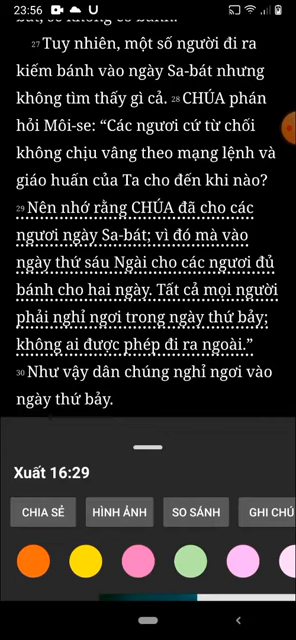 23:56
27 Tuy nhiên, một số người đi ra
kiếm bánh vào ngày Sa-bát nhưng
không tìm thấy gì cả. 28 CHÚA phán
hỏi Môi-se: “Các ngươi cứ từ chối
không chịu vâng theo mạng lệnh và
giáo huấn của Ta cho đến khi nào?
29 Nên nhớ rằng CHÚA đã cho các
ngươi ngày Sa-bát; vì đó mà vào
ngày thứ sáu Ngài cho các ngươi đủ
bánh cho hai ngày. Tất cả mọi người
phải nghỉ ngơi trong ngày thứ bảy;
không ai được phép đi ra ngoài.”
30 Như vậy dân chúng nghỉ ngơi vào
ngày thứ bảy.
Xuất 16:29
CHIA SẺ HÌNH ẢNH SO SÁNH GHI CHÚ